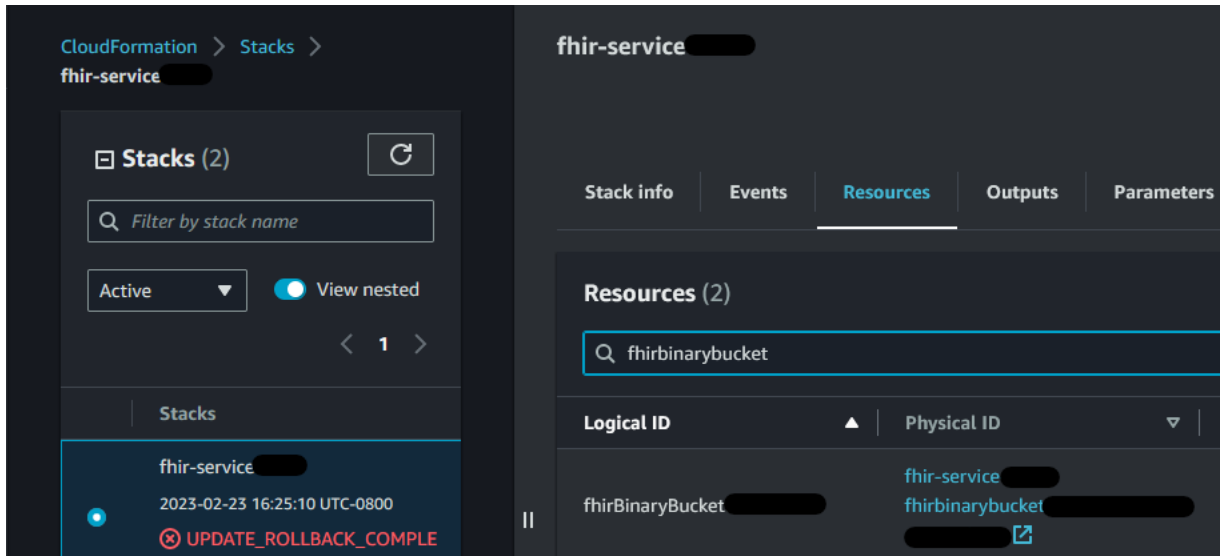 CloudFormation > Stacks >
fhir-service
Stacks (2)
Filter by stack name
Active
View nested
< 1 >
Stacks
fhir-service
2023-02-23 16:25:10 UTC-0800
UPDATE_ROLLBACK_COMPLE
fhir-service
Stack info
Events
Resources
Outputs
Parameters
Resources (2)
fhirbinarybucket
Logical ID
Physical ID
fhirBinaryBucket
fhir-service
fhirbinarybucket